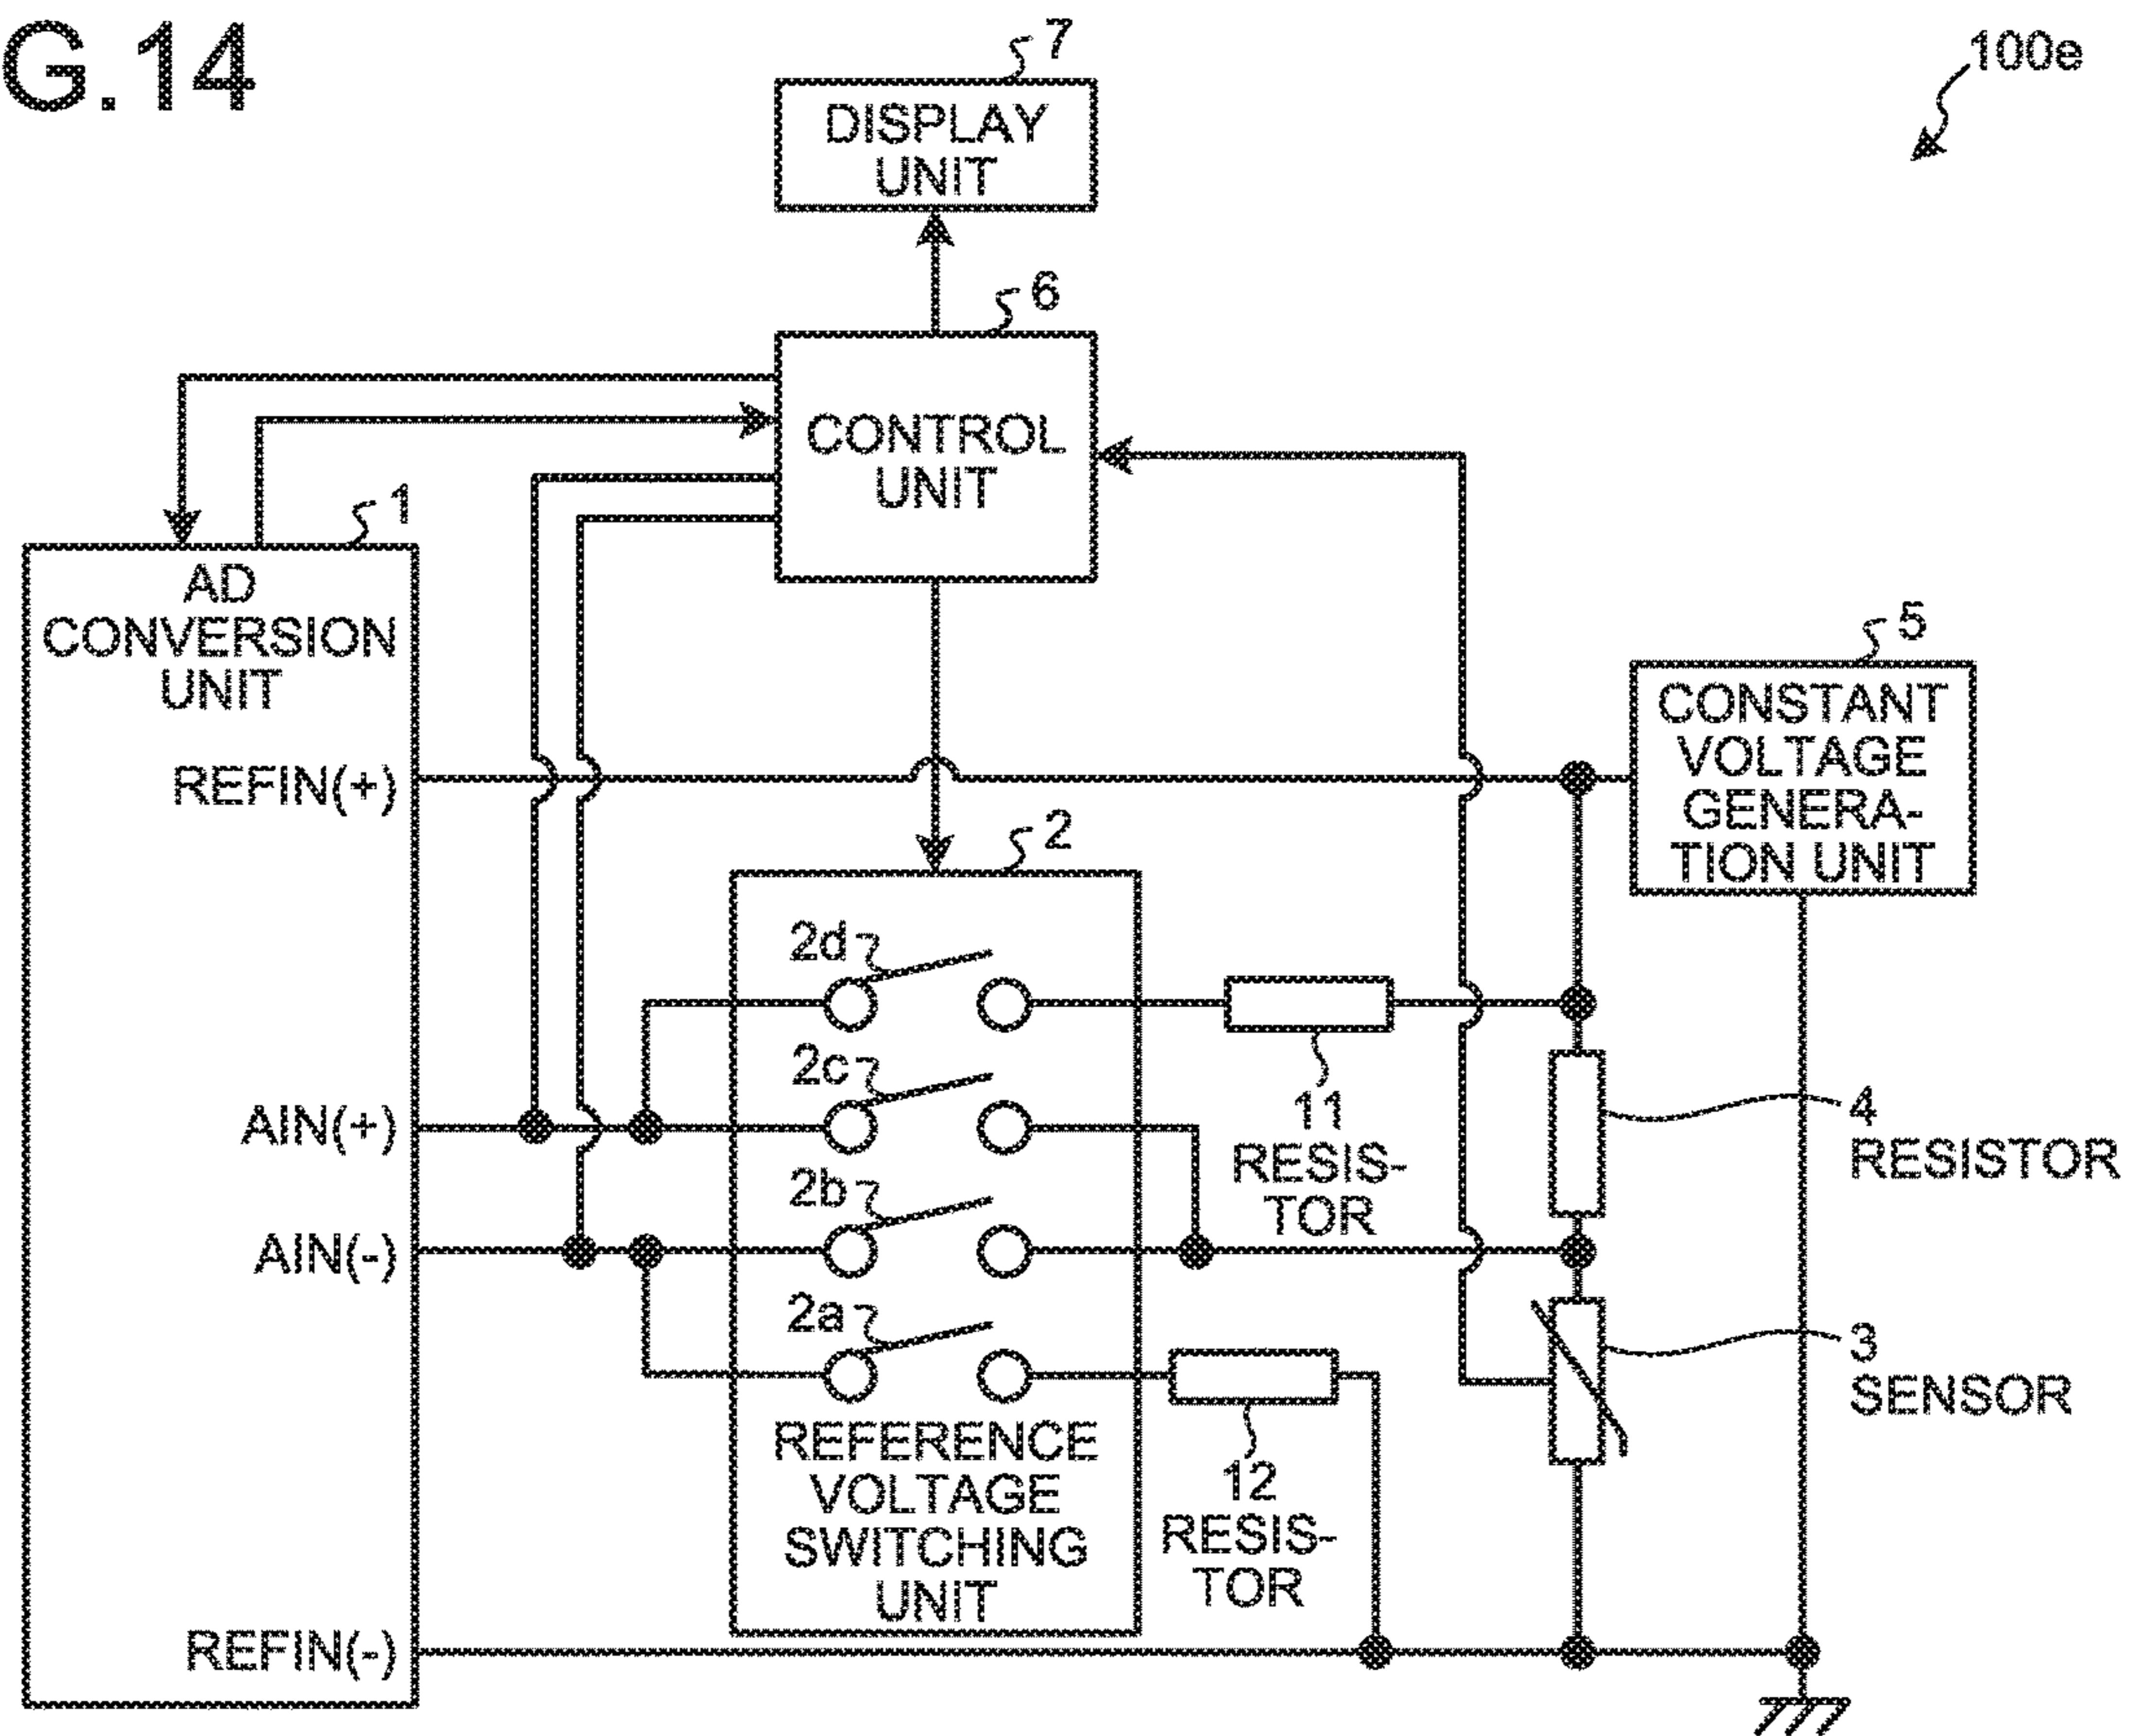 G.14
7
100e
DISPLAY
UNIT
6
CONTROL
UNIT
1
AD
CONVERSION
UNIT
5
CONSTANT
VOLTAGE
GENERA-
TION UNIT
REFIN(+)
2
2d
2c
11
RESIS-
TOR
4
RESISTOR
AIN(+)
2b
AIN(-)
2a
3
SENSOR
12
RESIS-
TOR
REFERENCE
VOLTAGE
SWITCHING
UNIT
REFIN(-)